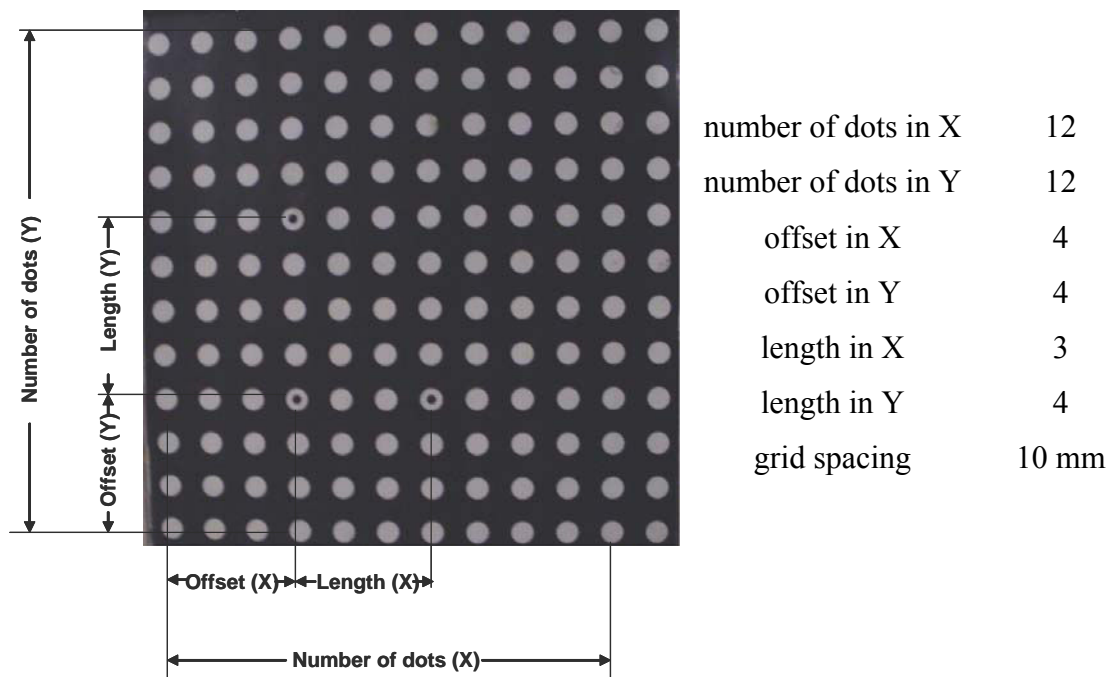 Number of dots (Y)
Length (Y)
Offset (Y)
Offset (X)
Length (X)
Number of dots (X)
number of dots in X 12
number of dots in Y 12
offset in X 4
offset in Y 4
length in X 3
length in Y 4
grid spacing 10 mm